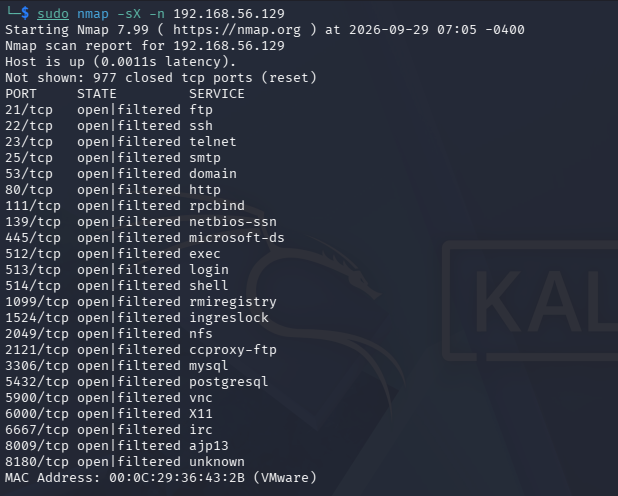 └─$ sudo nmap -sX -n 192.168.56.129
Starting Nmap 7.99 ( https://nmap.org ) at 2026-09-29 07:05 -0400
Nmap scan report for 192.168.56.129
Host is up (0.0011s latency).
Not shown: 977 closed tcp ports (reset)
PORT     STATE         SERVICE
21/tcp   open|filtered ftp
22/tcp   open|filtered ssh
23/tcp   open|filtered telnet
25/tcp   open|filtered smtp
53/tcp   open|filtered domain
80/tcp   open|filtered http
111/tcp  open|filtered rpcbind
139/tcp  open|filtered netbios-ssn
445/tcp  open|filtered microsoft-ds
512/tcp  open|filtered exec
513/tcp  open|filtered login
514/tcp  open|filtered shell
1099/tcp open|filtered rmiregistry
1524/tcp open|filtered ingreslock
2049/tcp open|filtered nfs
2121/tcp open|filtered ccproxy-ftp
3306/tcp open|filtered mysql
5432/tcp open|filtered postgresql
5900/tcp open|filtered vnc
6000/tcp open|filtered X11
6667/tcp open|filtered irc
8009/tcp open|filtered ajp13
8180/tcp open|filtered unknown
MAC Address: 00:0C:29:36:43:2B (VMware)
KAL